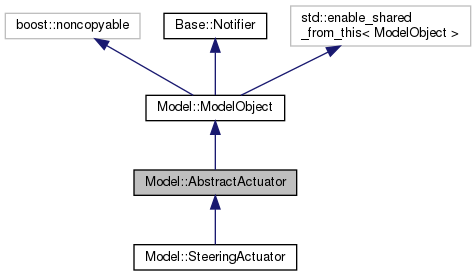 boost::noncopyable
Base::Notifier
std::enable_shared
_from_this< ModelObject >
Model::ModelObject
Model::AbstractActuator
Model::SteeringActuator